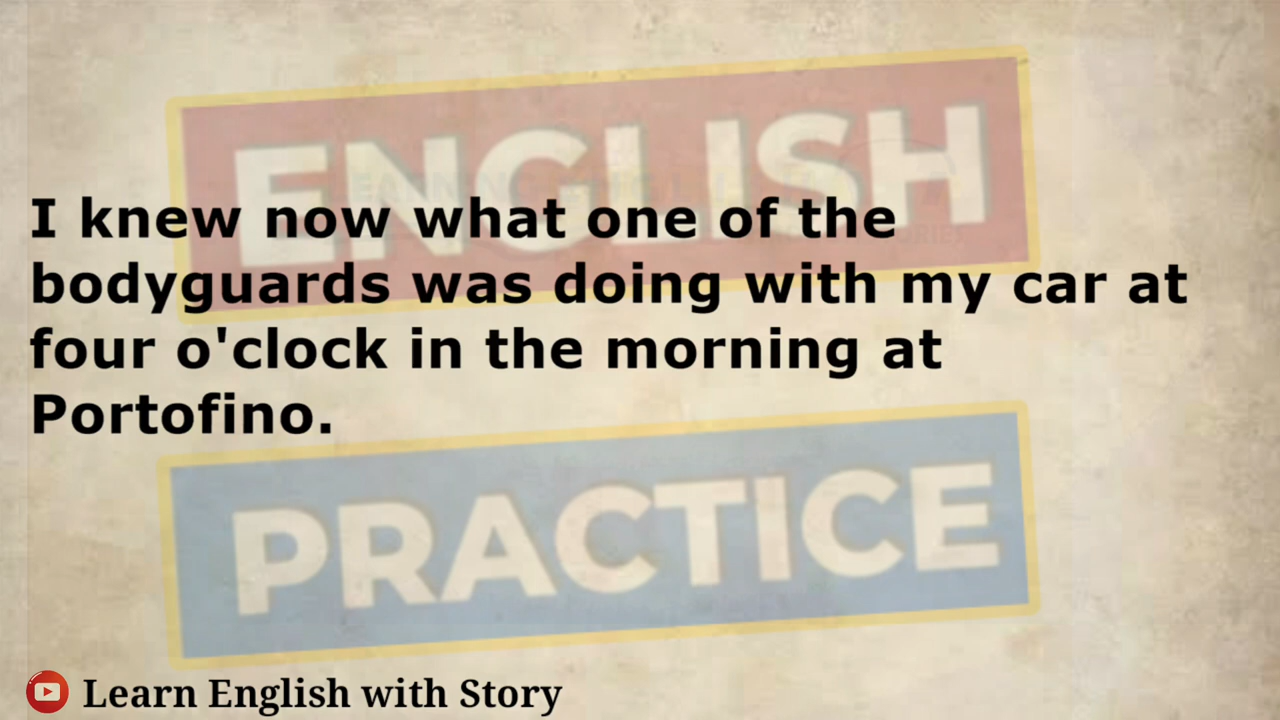 ENGLISH
I knew now what one of the
bodyguards was doing with my car at
four o'clock in the morning at
Portofino.
PRACTICE
Learn English with Story